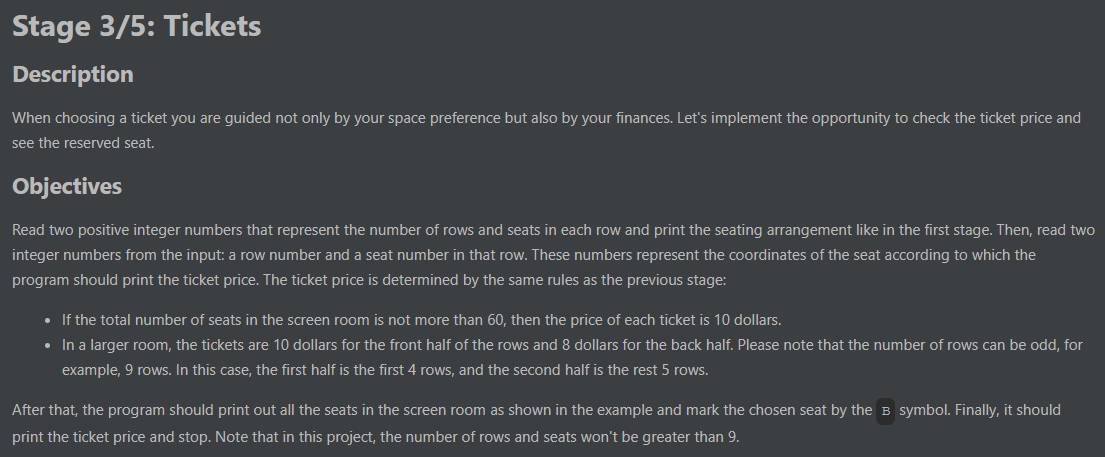 Stage 3/5: Tickets
Description
When choosing a ticket you are guided not only by your space preference but also by your finances. Let's implement the opportunity to check the ticket price and
see the reserved seat.
Objectives
Read two positive integer numbers that represent the number of rows and seats in each row and print the seating arrangement like in the first stage. Then, read two
integer numbers from the input: a row number and a seat number in that row. These numbers represent the coordinates of the seat according to which the
program should print the ticket price. The ticket price is determined by the same rules as the previous stage:
• If the total number of seats in the screen room is not more than 60, then the price of each ticket is 10 dollars.
• In a larger room, the tickets are 10 dollars for the front half of the rows and 8 dollars for the back half. Please note that the number of rows can be odd, for
example, 9 rows. In this case, the first half is the first 4 rows, and the second half is the rest 5 rows.
After that, the program should print out all the seats in the screen room as shown in the example and mark the chosen seat by the B symbol. Finally, it should
print the ticket price and stop. Note that in this project, the number of rows and seats won't be greater than 9.